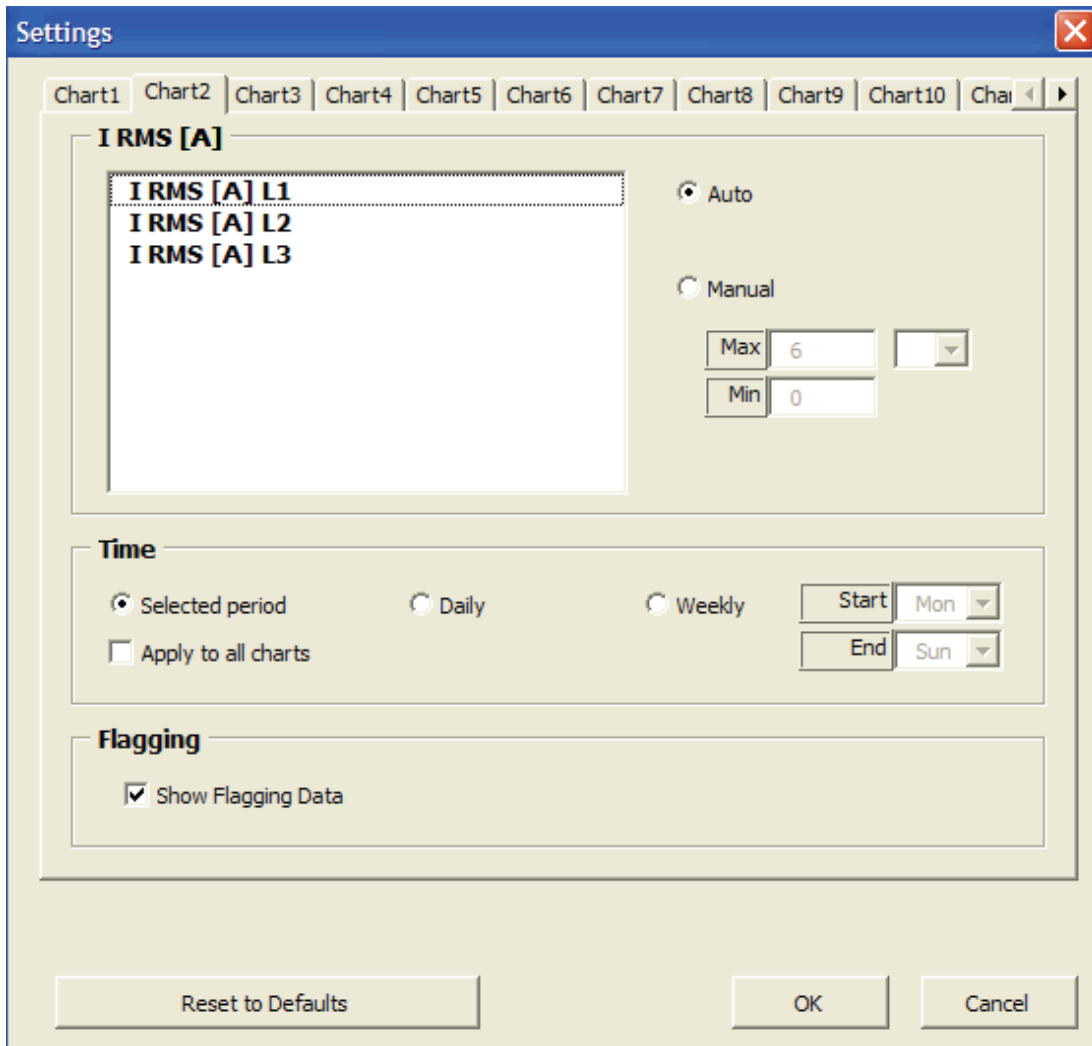 Settings
Chart1 Chart2 Chart3 Chart4 Chart5 Chart6 Chart7 Chart8 Chart9 Chart10 Char
I RMS [A]
I RMS [A] L1
I RMS [A] L2
I RMS [A] L3
Auto
Manual
Max 6
Min 0
Time
Selected period Daily Weekly Start Mon
Apply to all charts End Sun
Flagging
Show Flagging Data
Reset to Defaults OK Cancel